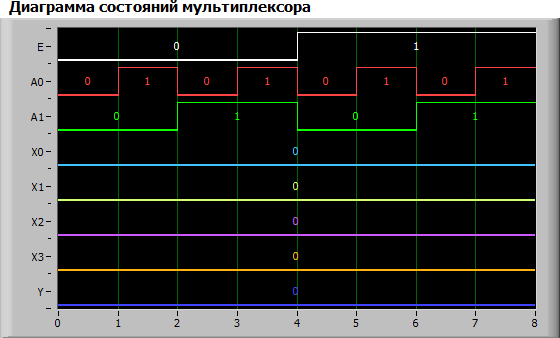 Диаграмма состояний мультиплексора
E 0 1
A0 0 1 0 1 0 1 0 1
A1 0 1 0 1
X0 0
X1 0
X2 0
X3 0
Y 0
0 1 2 3 4 5 6 7 8